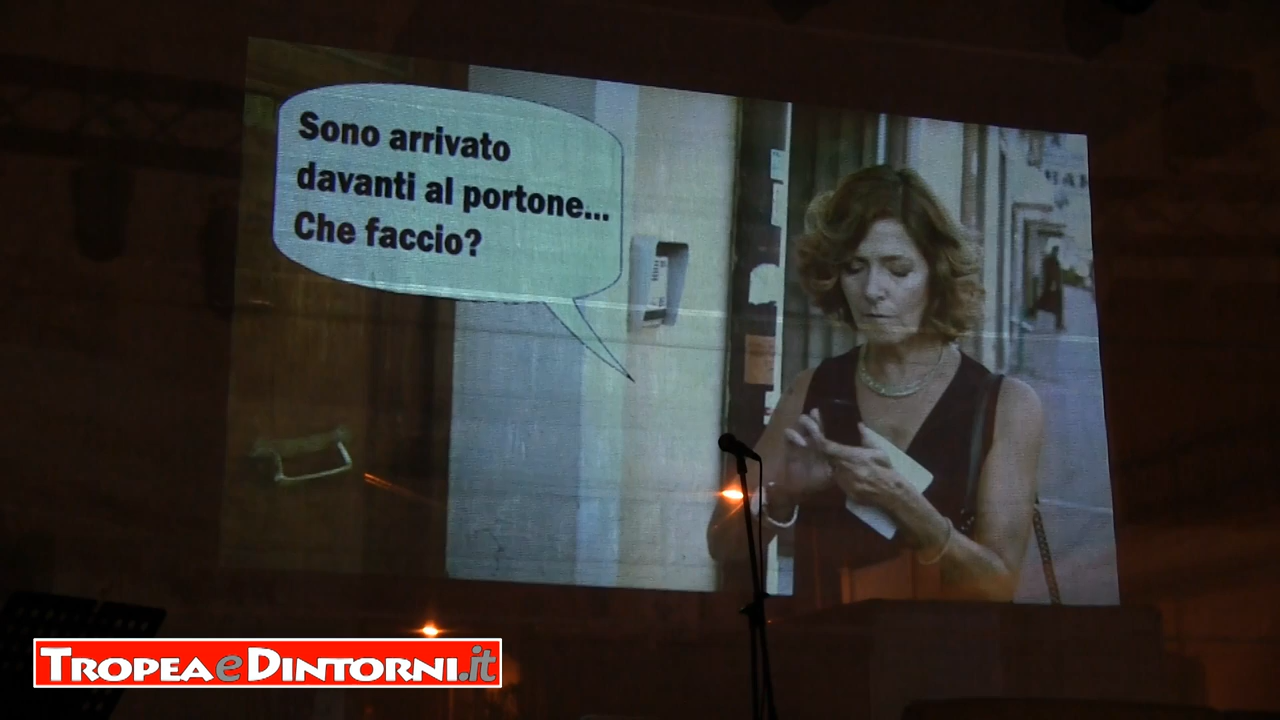 Sono arrivato
davanti al portone...
Che faccio?
TROPEAeDINTORNI.it